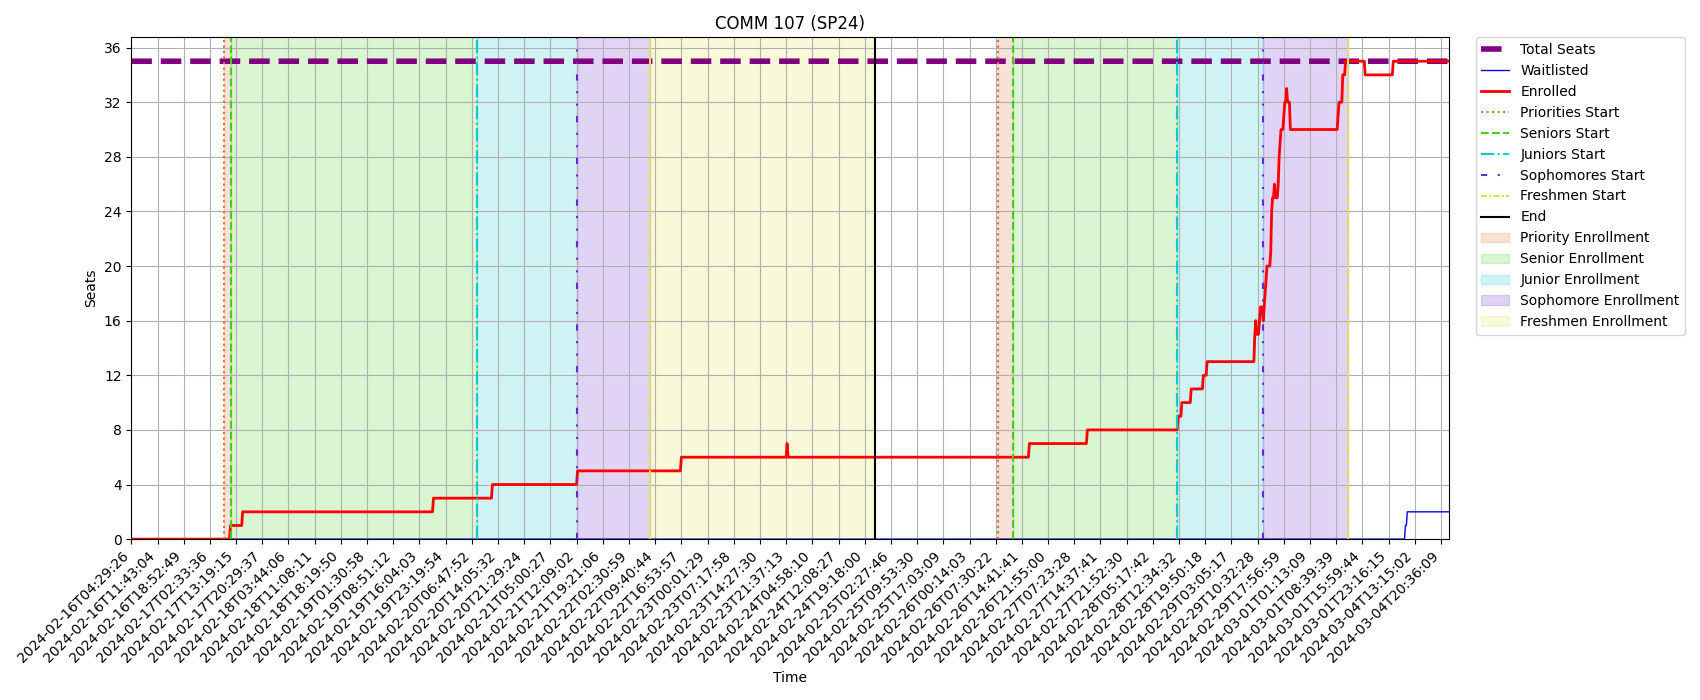 COMM 107 (SP24)
Seats
36
32
28
24
20
16
12
8
4
0
2024-02-16T04:29:26
2024-02-16T11:43:04
2024-02-16T18:52:49
2024-02-17T02:33:36
2024-02-17T13:19:15
2024-02-17T20:29:37
2024-02-18T03:44:06
2024-02-18T11:08:11
2024-02-18T18:19:50
2024-02-19T01:30:58
2024-02-19T08:51:12
2024-02-19T16:04:03
2024-02-19T23:19:54
2024-02-20T06:47:52
2024-02-20T14:05:32
2024-02-20T21:29:24
2024-02-21T05:00:27
2024-02-21T12:09:02
2024-02-21T19:21:06
2024-02-22T02:30:59
2024-02-22T09:40:44
2024-02-22T16:53:57
2024-02-23T00:01:29
2024-02-23T07:17:58
2024-02-23T14:27:30
2024-02-23T21:37:13
2024-02-24T04:58:10
2024-02-24T12:08:27
2024-02-24T19:18:00
2024-02-25T02:27:46
2024-02-25T09:53:30
2024-02-25T17:03:09
2024-02-26T00:14:03
2024-02-26T07:30:22
2024-02-26T14:41:41
2024-02-26T21:55:00
2024-02-27T07:23:28
2024-02-27T14:37:41
2024-02-27T21:52:30
2024-02-28T05:17:42
2024-02-28T12:34:32
2024-02-28T19:50:18
2024-02-29T03:05:17
2024-02-29T10:32:28
2024-02-29T17:56:59
2024-03-01T01:13:09
2024-03-01T08:39:39
2024-03-01T15:59:44
2024-03-01T23:16:15
2024-03-04T13:15:02
2024-03-04T20:36:09
Time
Total Seats
Waitlisted
Enrolled
Priorities Start
Seniors Start
Juniors Start
Sophomores Start
Freshmen Start
End
Priority Enrollment
Senior Enrollment
Junior Enrollment
Sophomore Enrollment
Freshmen Enrollment